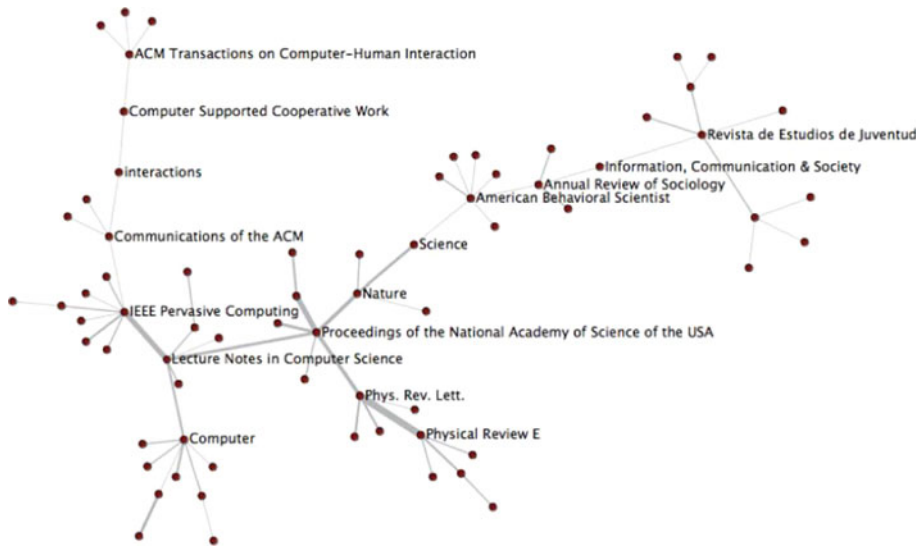 ACM Transactions on Computer-Human Interaction
Computer Supported Cooperative Work
Revista de Estudios de Juventud
Information, Communication & Society
interactions
Annual Review of Sociology
American Behavioral Scientist
Communications of the ACM
Science
Nature
IEEE Pervasive Computing
Proceedings of the National Academy of Science of the USA
Lecture Notes in Computer Science
Phys. Rev. Lett.
Physical Review E
Computer